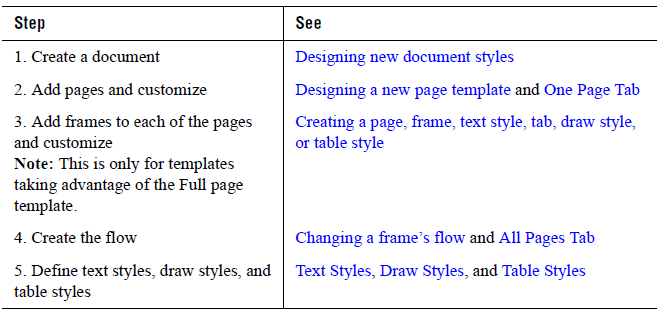 Step See
1. Create a document Designing new document styles
2. Add pages and customize Designing a new page template and One Page Tab
3. Add frames to each of the pages Creating a page, frame, text style, tab, draw style,
and customize or table style
Note: This is only for templates
taking advantage of the Full page
template.
4. Create the flow Changing a frame’s flow and All Pages Tab
5. Define text styles, draw styles, and Text Styles, Draw Styles, and Table Styles
table styles